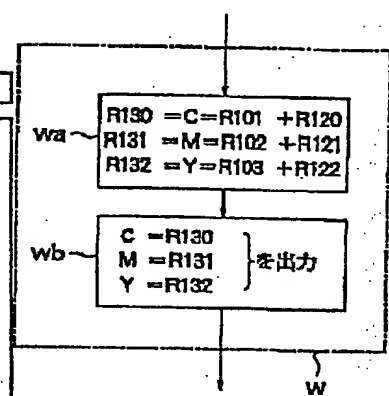 R130 =C=R101 +R120
wa R131 =M=R102 +R121
R132 =Y=R103 +R122
C =R130
wb M =R131 を出力
Y =R132
W